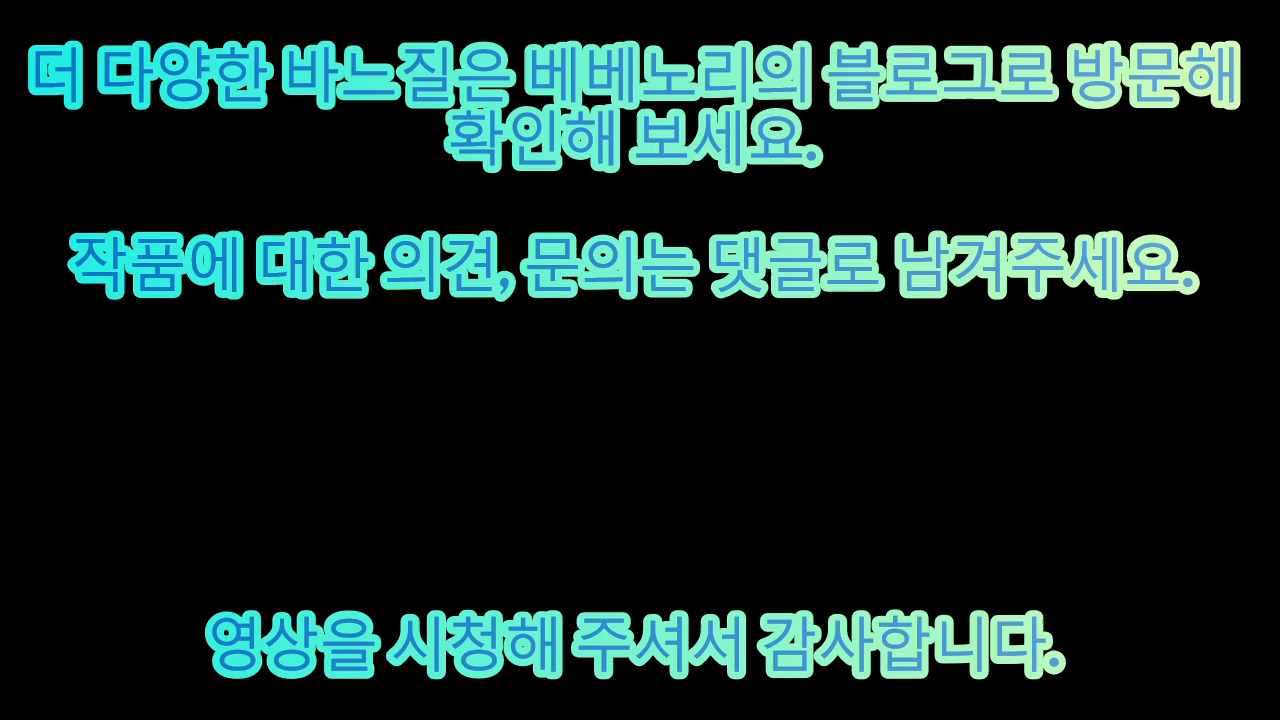 더 다양한 바느질은 베베노리의 블로그로 방문해
확인해 보세요.
작품에 대한 의견, 문의는 댓글로 남겨주세요.
영상을 시청해 주셔서 감사합니다.